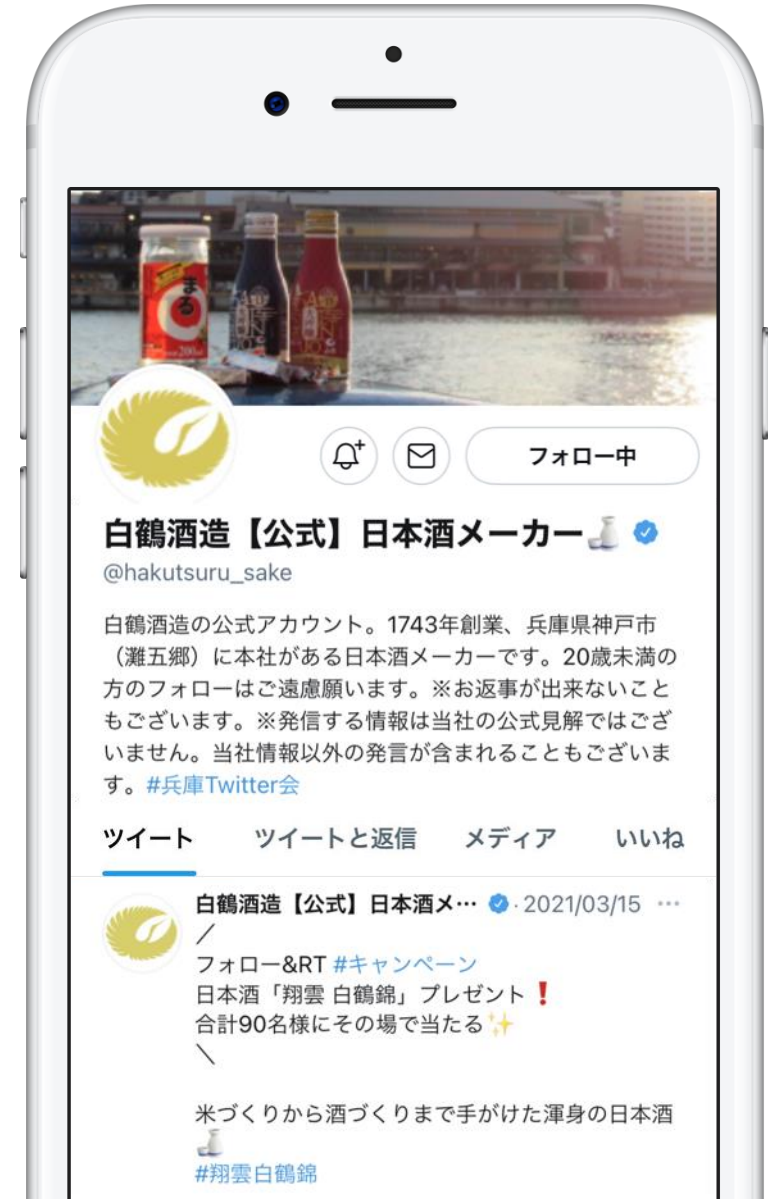 まる
200ml
フォロー中
白鶴酒造【公式】日本酒メーカー🍶
@hakutsuru_sake
白鶴酒造の公式アカウント。1743年創業、兵庫県神戸市
（灘五郷）に本社がある日本酒メーカーです。20歳未満の
方のフォローはご遠慮願います。※お返事が出来ないこと
もございます。※発信する情報は当社の公式見解ではござ
いません。当社情報以外の発言が含まれることもございま
す。#兵庫Twitter会
ツイート ツイートと返信 メディア いいね
白鶴酒造【公式】日本酒メ… · 2021/03/15 …
／
フォロー&RT #キャンペーン
日本酒「翔雲 白鶴錦」プレゼント❗
合計90名様にその場で当たる✨
＼
米づくりから酒づくりまで手がけた渾身の日本酒
🍶
#翔雲白鶴錦